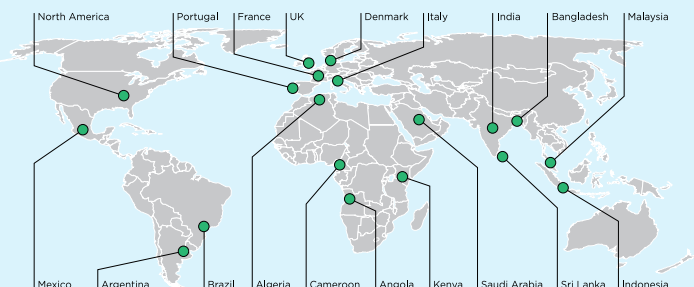 North America
Portugal
France
UK
Denmark
Italy
India
Bangladesh
Malaysia
Mexico
Argentina
Brazil
Algeria
Cameroon
Angola
Kenya
Saudi Arabia
Sri Lanka
Indonesia